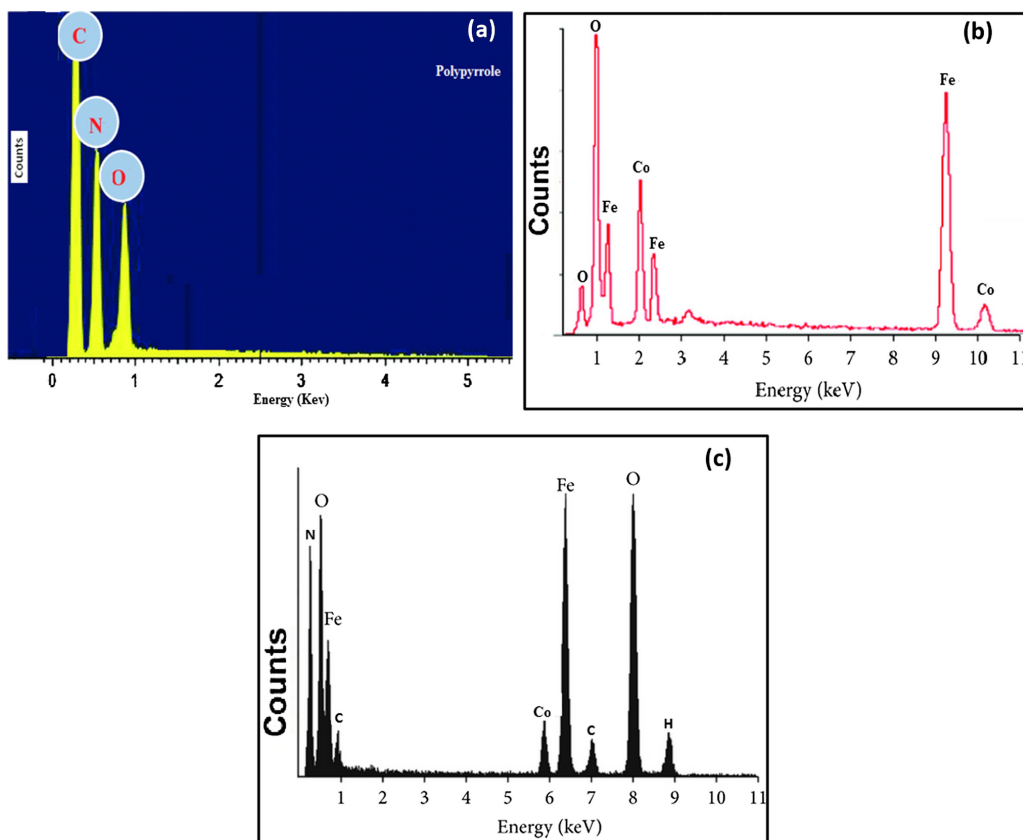 C
(a)
Polypyrrole
N
O
Counts
0 1 2 3 4 5
Energy (Kev)
(b)
O
Fe
Co
Fe
Fe
O
Co
Counts
1 2 3 4 5 6 7 8 9 10 11
Energy (keV)
(c)
Fe
O
O
N
Fe
C
Co
C
H
Counts
1 2 3 4 5 6 7 8 9 10 11
Energy (keV)